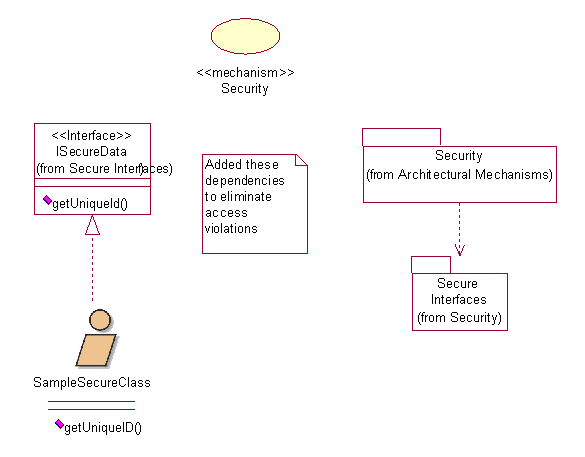 <<mechanism>>
Security
<<Interface>>
ISecureData
(from Secure Interfaces)
getUniqueId()
Added these
dependencies
to eliminate
access
violations
Security
(from Architectural Mechanisms)
Secure
Interfaces
(from Security)
SampleSecureClass
getUniqueID()